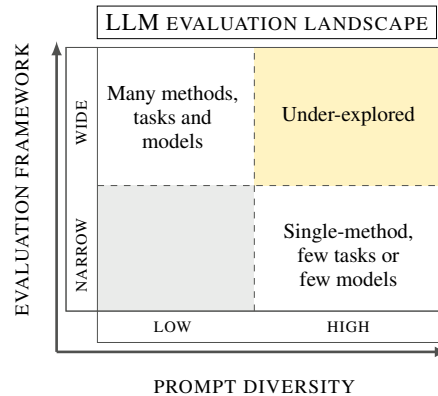 LLM EVALUATION LANDSCAPE
EVALUATION FRAMEWORK
WIDE
Many methods,
tasks and
models
Under-explored
NARROW
Single-method,
few tasks or
few models
LOW
HIGH
PROMPT DIVERSITY